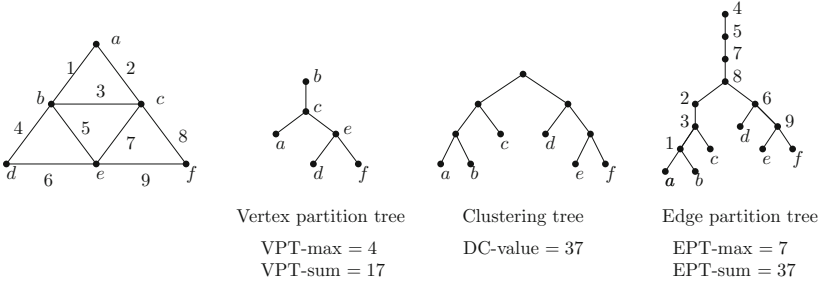 a
1
2
b
3
c
4
5
7
8
d
6
e
9
f
b
c
a
e
d
f
a
b
c
d
e
f
4
5
7
8
2
6
3
9
1
d
c
e
f
a
b
Vertex partition tree
VPT-max = 4
VPT-sum = 17
Clustering tree
DC-value = 37
Edge partition tree
EPT-max = 7
EPT-sum = 37